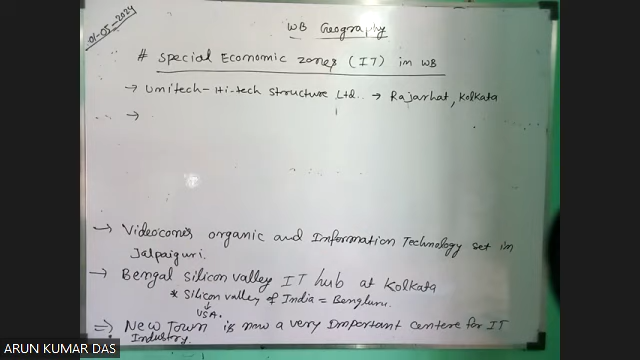 01-05-2024
WB Geography
# Special Economic zones (IT) in WB
→ Unitech-Hi-tech Structure Ltd. → Rajarhat, Kolkata
→
→ Videocons organic and Information Technology set in
Jalpaiguri.
→ Bengal silicon valley IT hub at Kolkata
* Silicon valley of India = Bengluru.
↓
USA.
⇒ New Town is now a very Important centere for IT
Industry.
ARUN KUMAR DAS